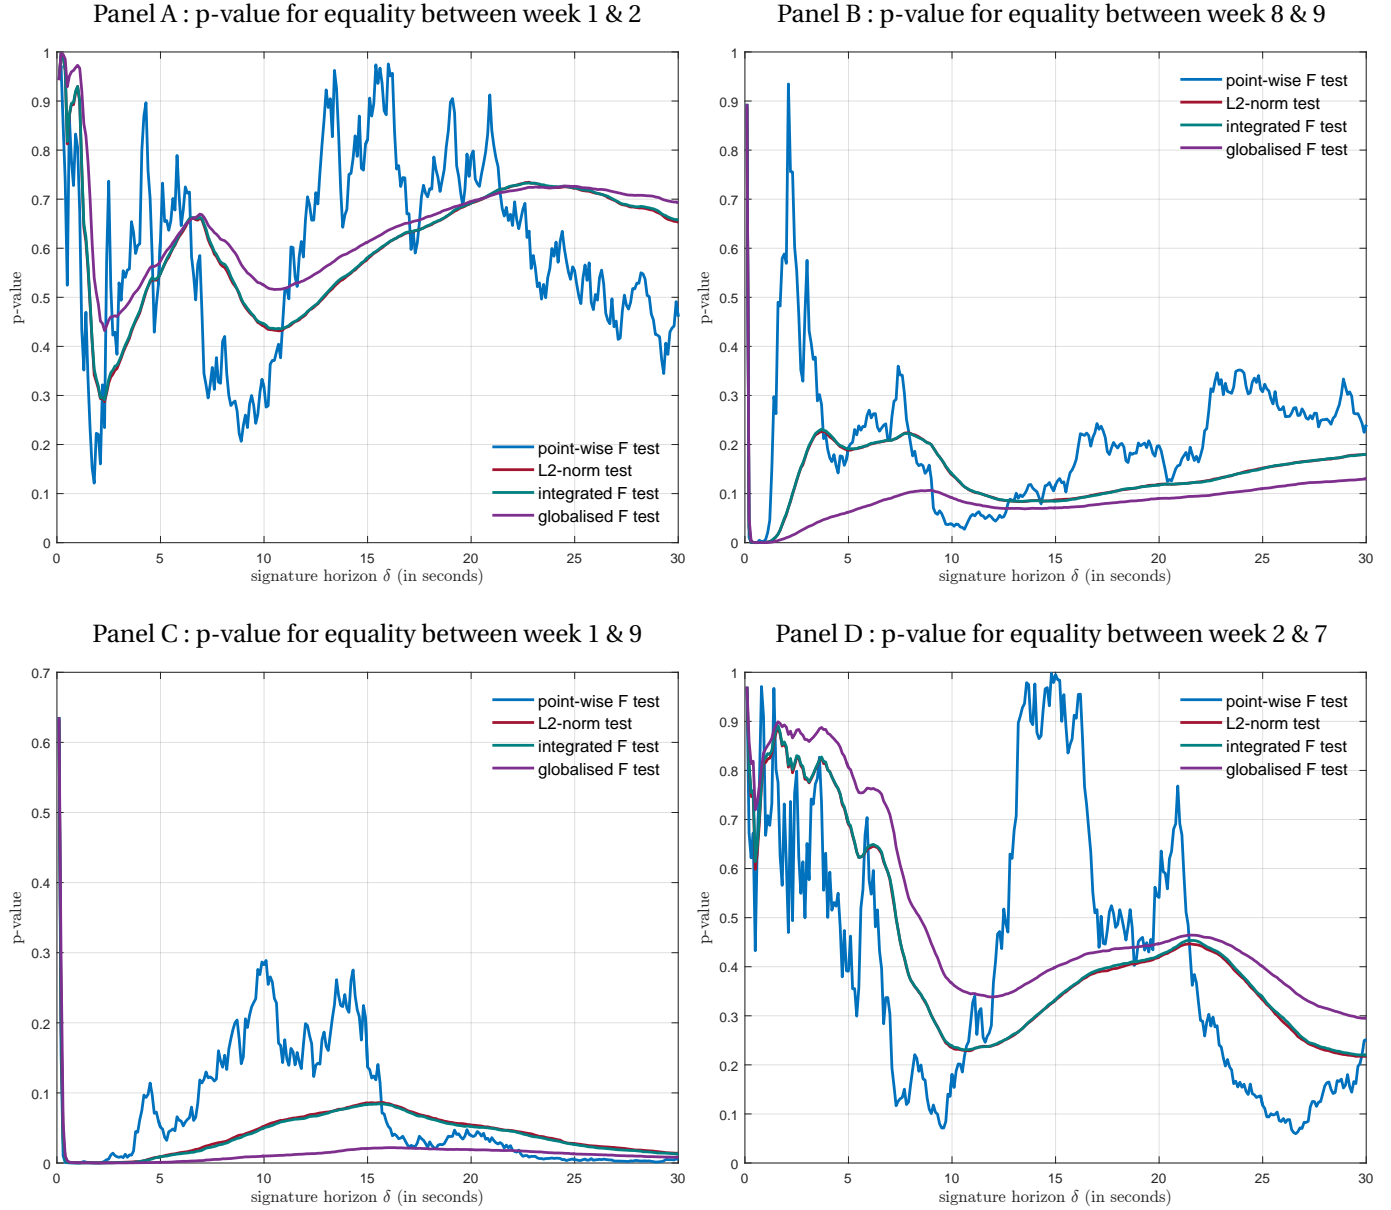 Panel A : p-value for equality between week 1 & 2
1
0.9
0.8
0.7
0.6
0.5
0.4
0.3
0.2
0.1
0
p-value
point-wise F test
L2-norm test
integrated F test
globalised F test
0 5 10 15 20 25 30
signature horizon δ (in seconds)
Panel B : p-value for equality between week 8 & 9
1
0.9
0.8
0.7
0.6
0.5
0.4
0.3
0.2
0.1
0
p-value
point-wise F test
L2-norm test
integrated F test
globalised F test
0 5 10 15 20 25 30
signature horizon δ (in seconds)
Panel C : p-value for equality between week 1 & 9
0.7
0.6
0.5
0.4
0.3
0.2
0.1
0
p-value
point-wise F test
L2-norm test
integrated F test
globalised F test
0 5 10 15 20 25 30
signature horizon δ (in seconds)
Panel D : p-value for equality between week 2 & 7
1
0.9
0.8
0.7
0.6
0.5
0.4
0.3
0.2
0.1
0
p-value
point-wise F test
L2-norm test
integrated F test
globalised F test
0 5 10 15 20 25 30
signature horizon δ (in seconds)